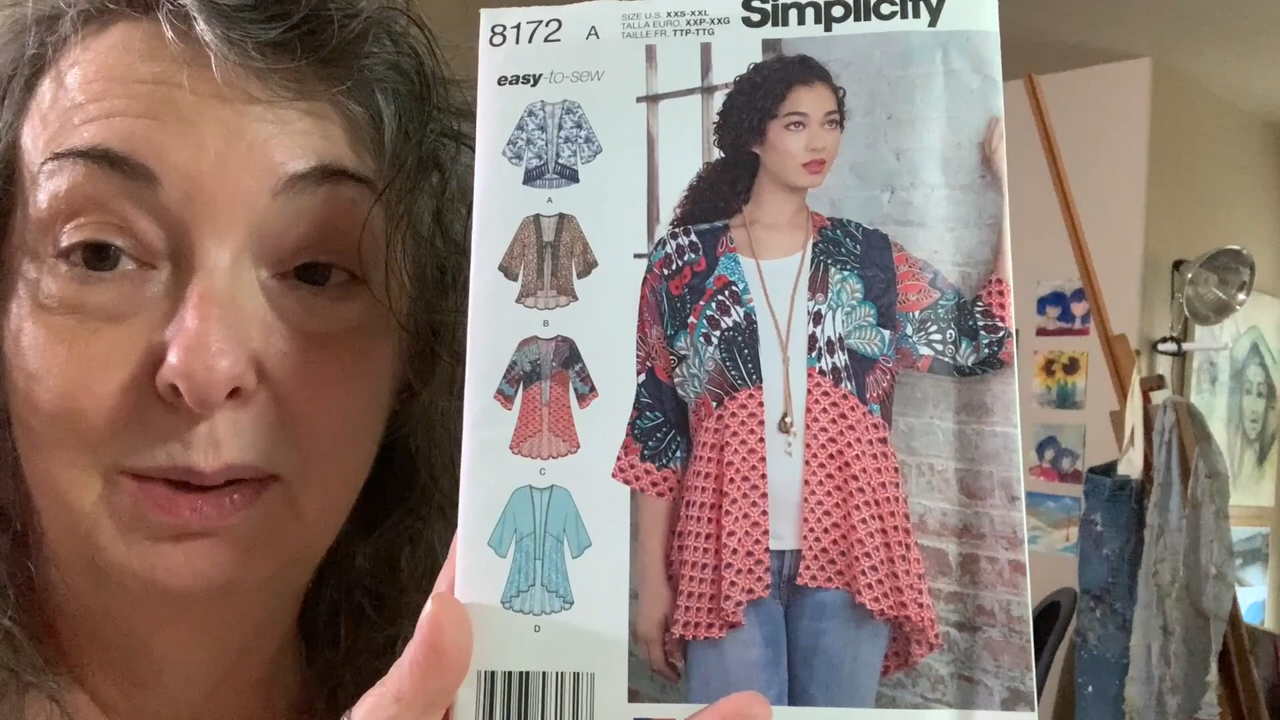 8172 A
SIZE U.S. XXS-XXL
TALLA EURO. XXP-XXG
TAILLE FR. TTP-TTG
Simplicity
easy-to-sew
A
B
C
D